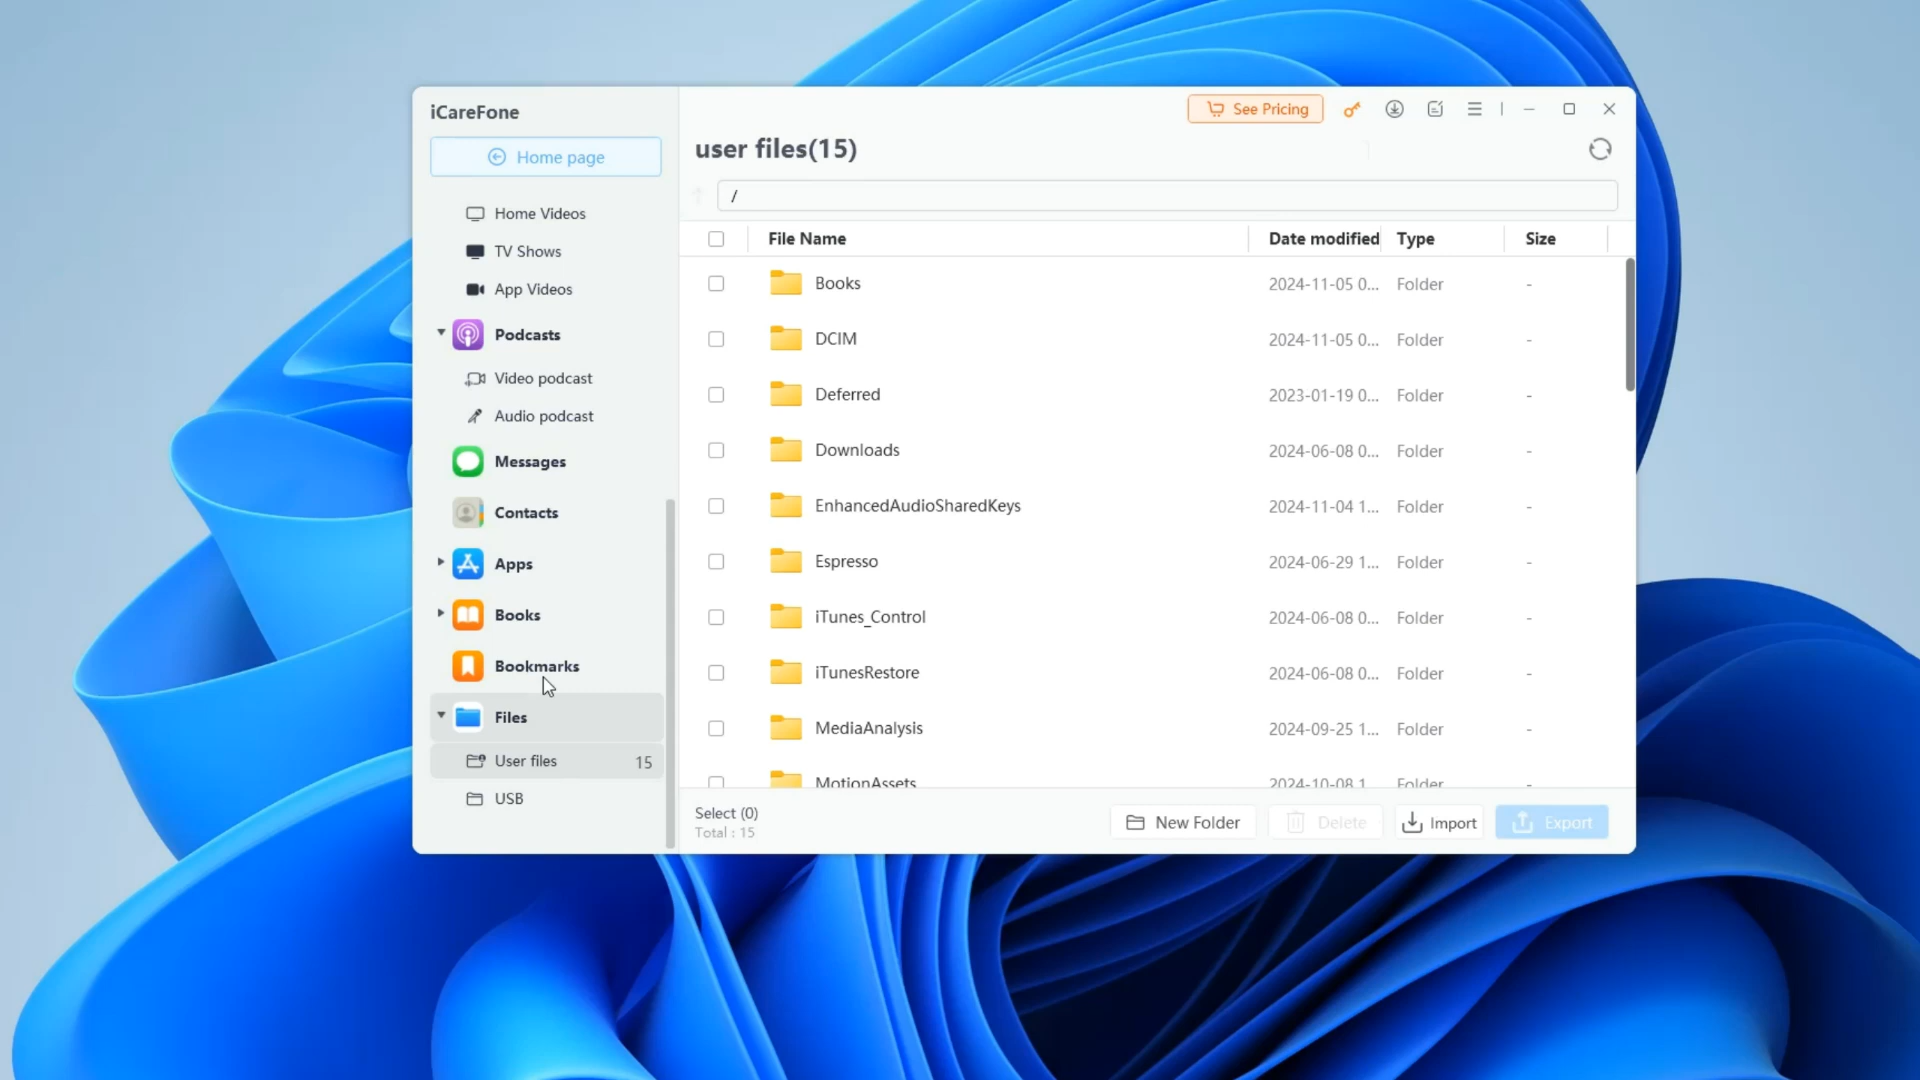 iCareFone
See Pricing
Home page
user files(15)
/
Home Videos
TV Shows
App Videos
Podcasts
Video podcast
Audio podcast
Messages
Contacts
Apps
Books
Bookmarks
Files
User files 15
USB
File Name Date modified Type Size
Books 2024-11-05 0... Folder -
DCIM 2024-11-05 0... Folder -
Deferred 2023-01-19 0... Folder -
Downloads 2024-06-08 0... Folder -
EnhancedAudioSharedKeys 2024-11-04 1... Folder -
Espresso 2024-06-29 1... Folder -
iTunes_Control 2024-06-08 0... Folder -
iTunesRestore 2024-06-08 0... Folder -
MediaAnalysis 2024-09-25 1... Folder -
MotionAssets 2024-10-08 1... Folder -
Select (0)
Total : 15
New Folder Delete Import Export